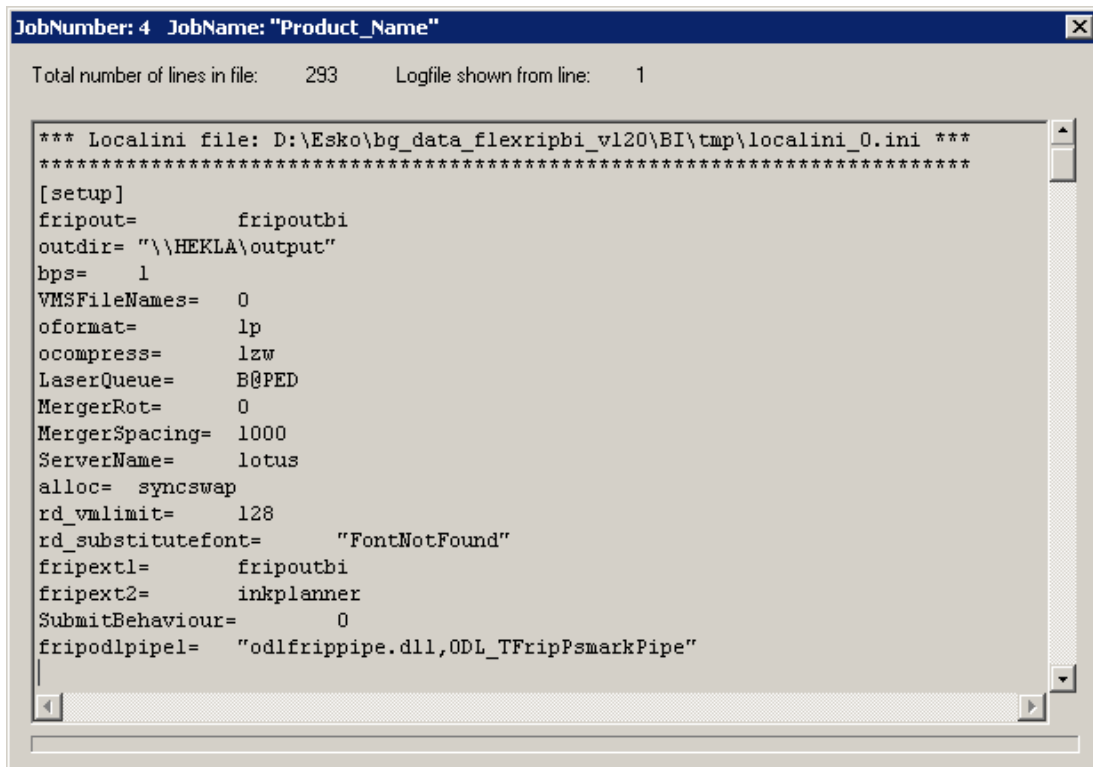 JobNumber: 4 JobName: "Product_Name"
Total number of lines in file: 293 Logfile shown from line: 1
*** Localini file: D:\Esko\bg_data_flexripbi_v120\BI\tmp\localini_0.ini ***
****************************************************************************
[setup]
fripout= fripoutbi
outdir= "\\HEKLA\output"
bps= 1
VMSFileNames= 0
oformat= lp
ocompress= lzw
LaserQueue= B@PED
MergerRot= 0
MergerSpacing= 1000
ServerName= lotus
alloc= syncswap
rd_vmlimit= 128
rd_substitutefont= "FontNotFound"
fripext1= fripoutbi
fripext2= inkplanner
SubmitBehaviour= 0
fripodlpipe1= "odlfrippipe.dll,ODL_TFripPsmarkPipe"